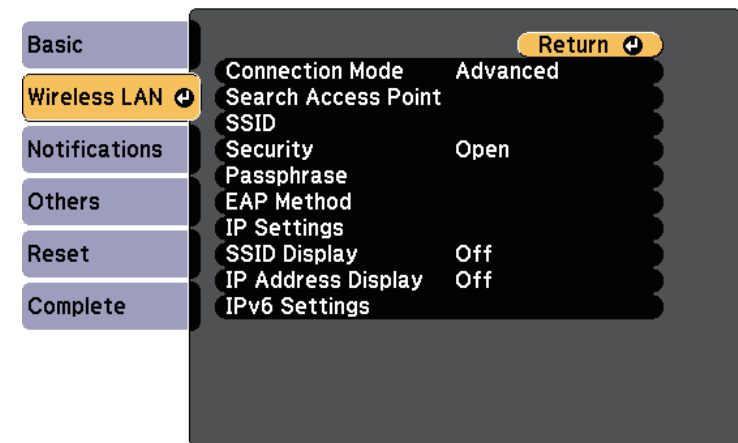 Basic
Wireless LAN
Notifications
Others
Reset
Complete
Return
Connection Mode Advanced
Search Access Point
SSID
Security Open
Passphrase
EAP Method
IP Settings
SSID Display Off
IP Address Display Off
IPv6 Settings